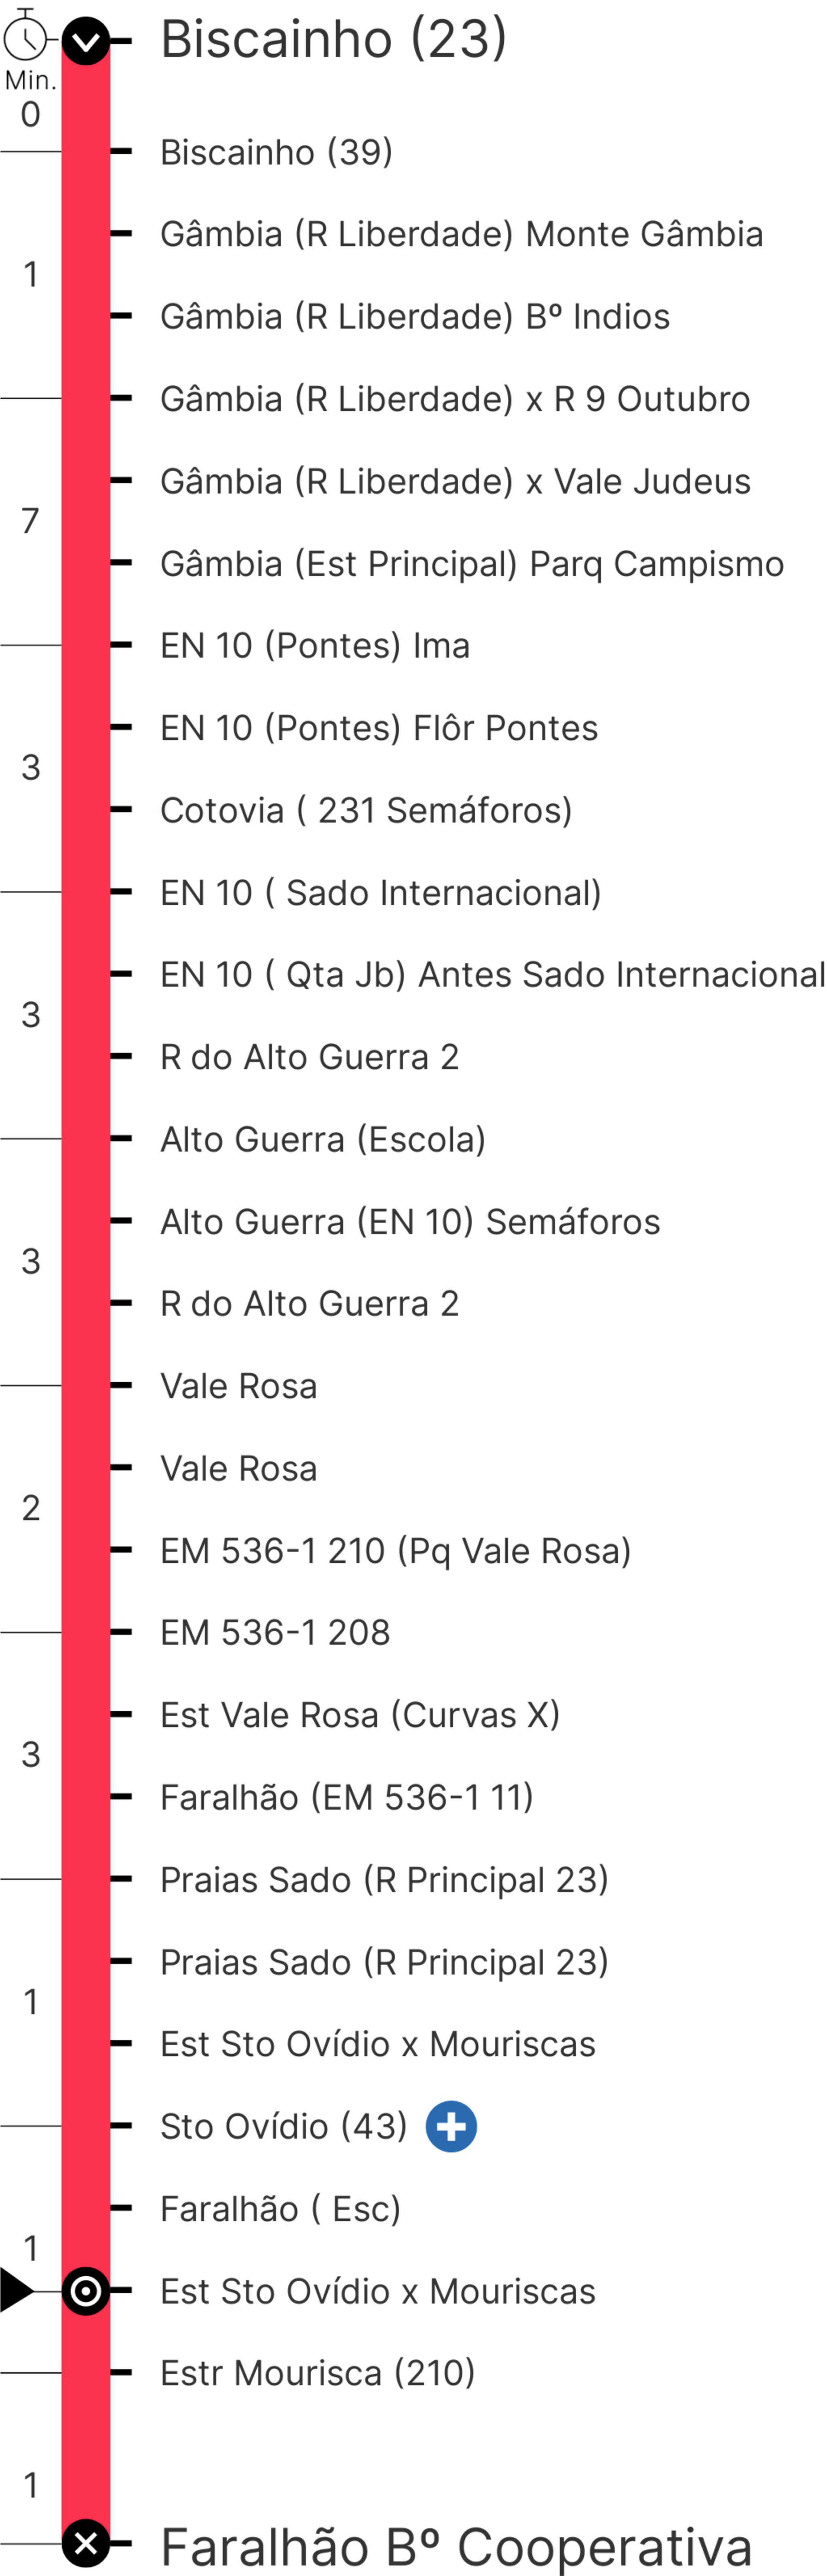 Biscainho (23)
Min.
0
Biscainho (39)
Gâmbia (R Liberdade) Monte Gâmbia
1
Gâmbia (R Liberdade) Bº Indios
Gâmbia (R Liberdade) x R 9 Outubro
Gâmbia (R Liberdade) x Vale Judeus
7
Gâmbia (Est Principal) Parq Campismo
EN 10 (Pontes) Ima
EN 10 (Pontes) Flôr Pontes
3
Cotovia ( 231 Semáforos)
EN 10 ( Sado Internacional)
EN 10 ( Qta Jb) Antes Sado Internacional
3
R do Alto Guerra 2
Alto Guerra (Escola)
Alto Guerra (EN 10) Semáforos
3
R do Alto Guerra 2
Vale Rosa
Vale Rosa
2
EM 536-1 210 (Pq Vale Rosa)
EM 536-1 208
Est Vale Rosa (Curvas X)
3
Faralhão (EM 536-1 11)
Praias Sado (R Principal 23)
Praias Sado (R Principal 23)
1
Est Sto Ovídio x Mouriscas
Sto Ovídio (43)
Faralhão ( Esc)
1
Est Sto Ovídio x Mouriscas
Estr Mourisca (210)
1
Faralhão Bº Cooperativa